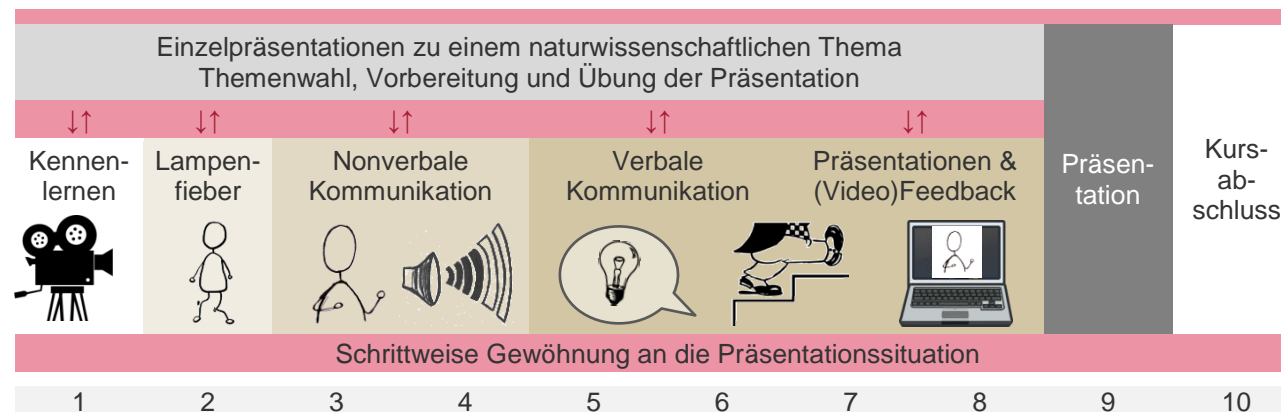 Einzelpräsentationen zu einem naturwissenschaftlichen Thema
Themenwahl, Vorbereitung und Übung der Präsentation
↓↑ ↓↑ ↓↑ ↓↑ ↓↑
Kennen-
lernen
Lampen-
fieber
Nonverbale
Kommunikation
Verbale
Kommunikation
Präsentationen &
(Video)Feedback
Präsen-
tation
Kurs-
ab-
schluss
Schrittweise Gewöhnung an die Präsentationssituation
1 2 3 4 5 6 7 8 9 10